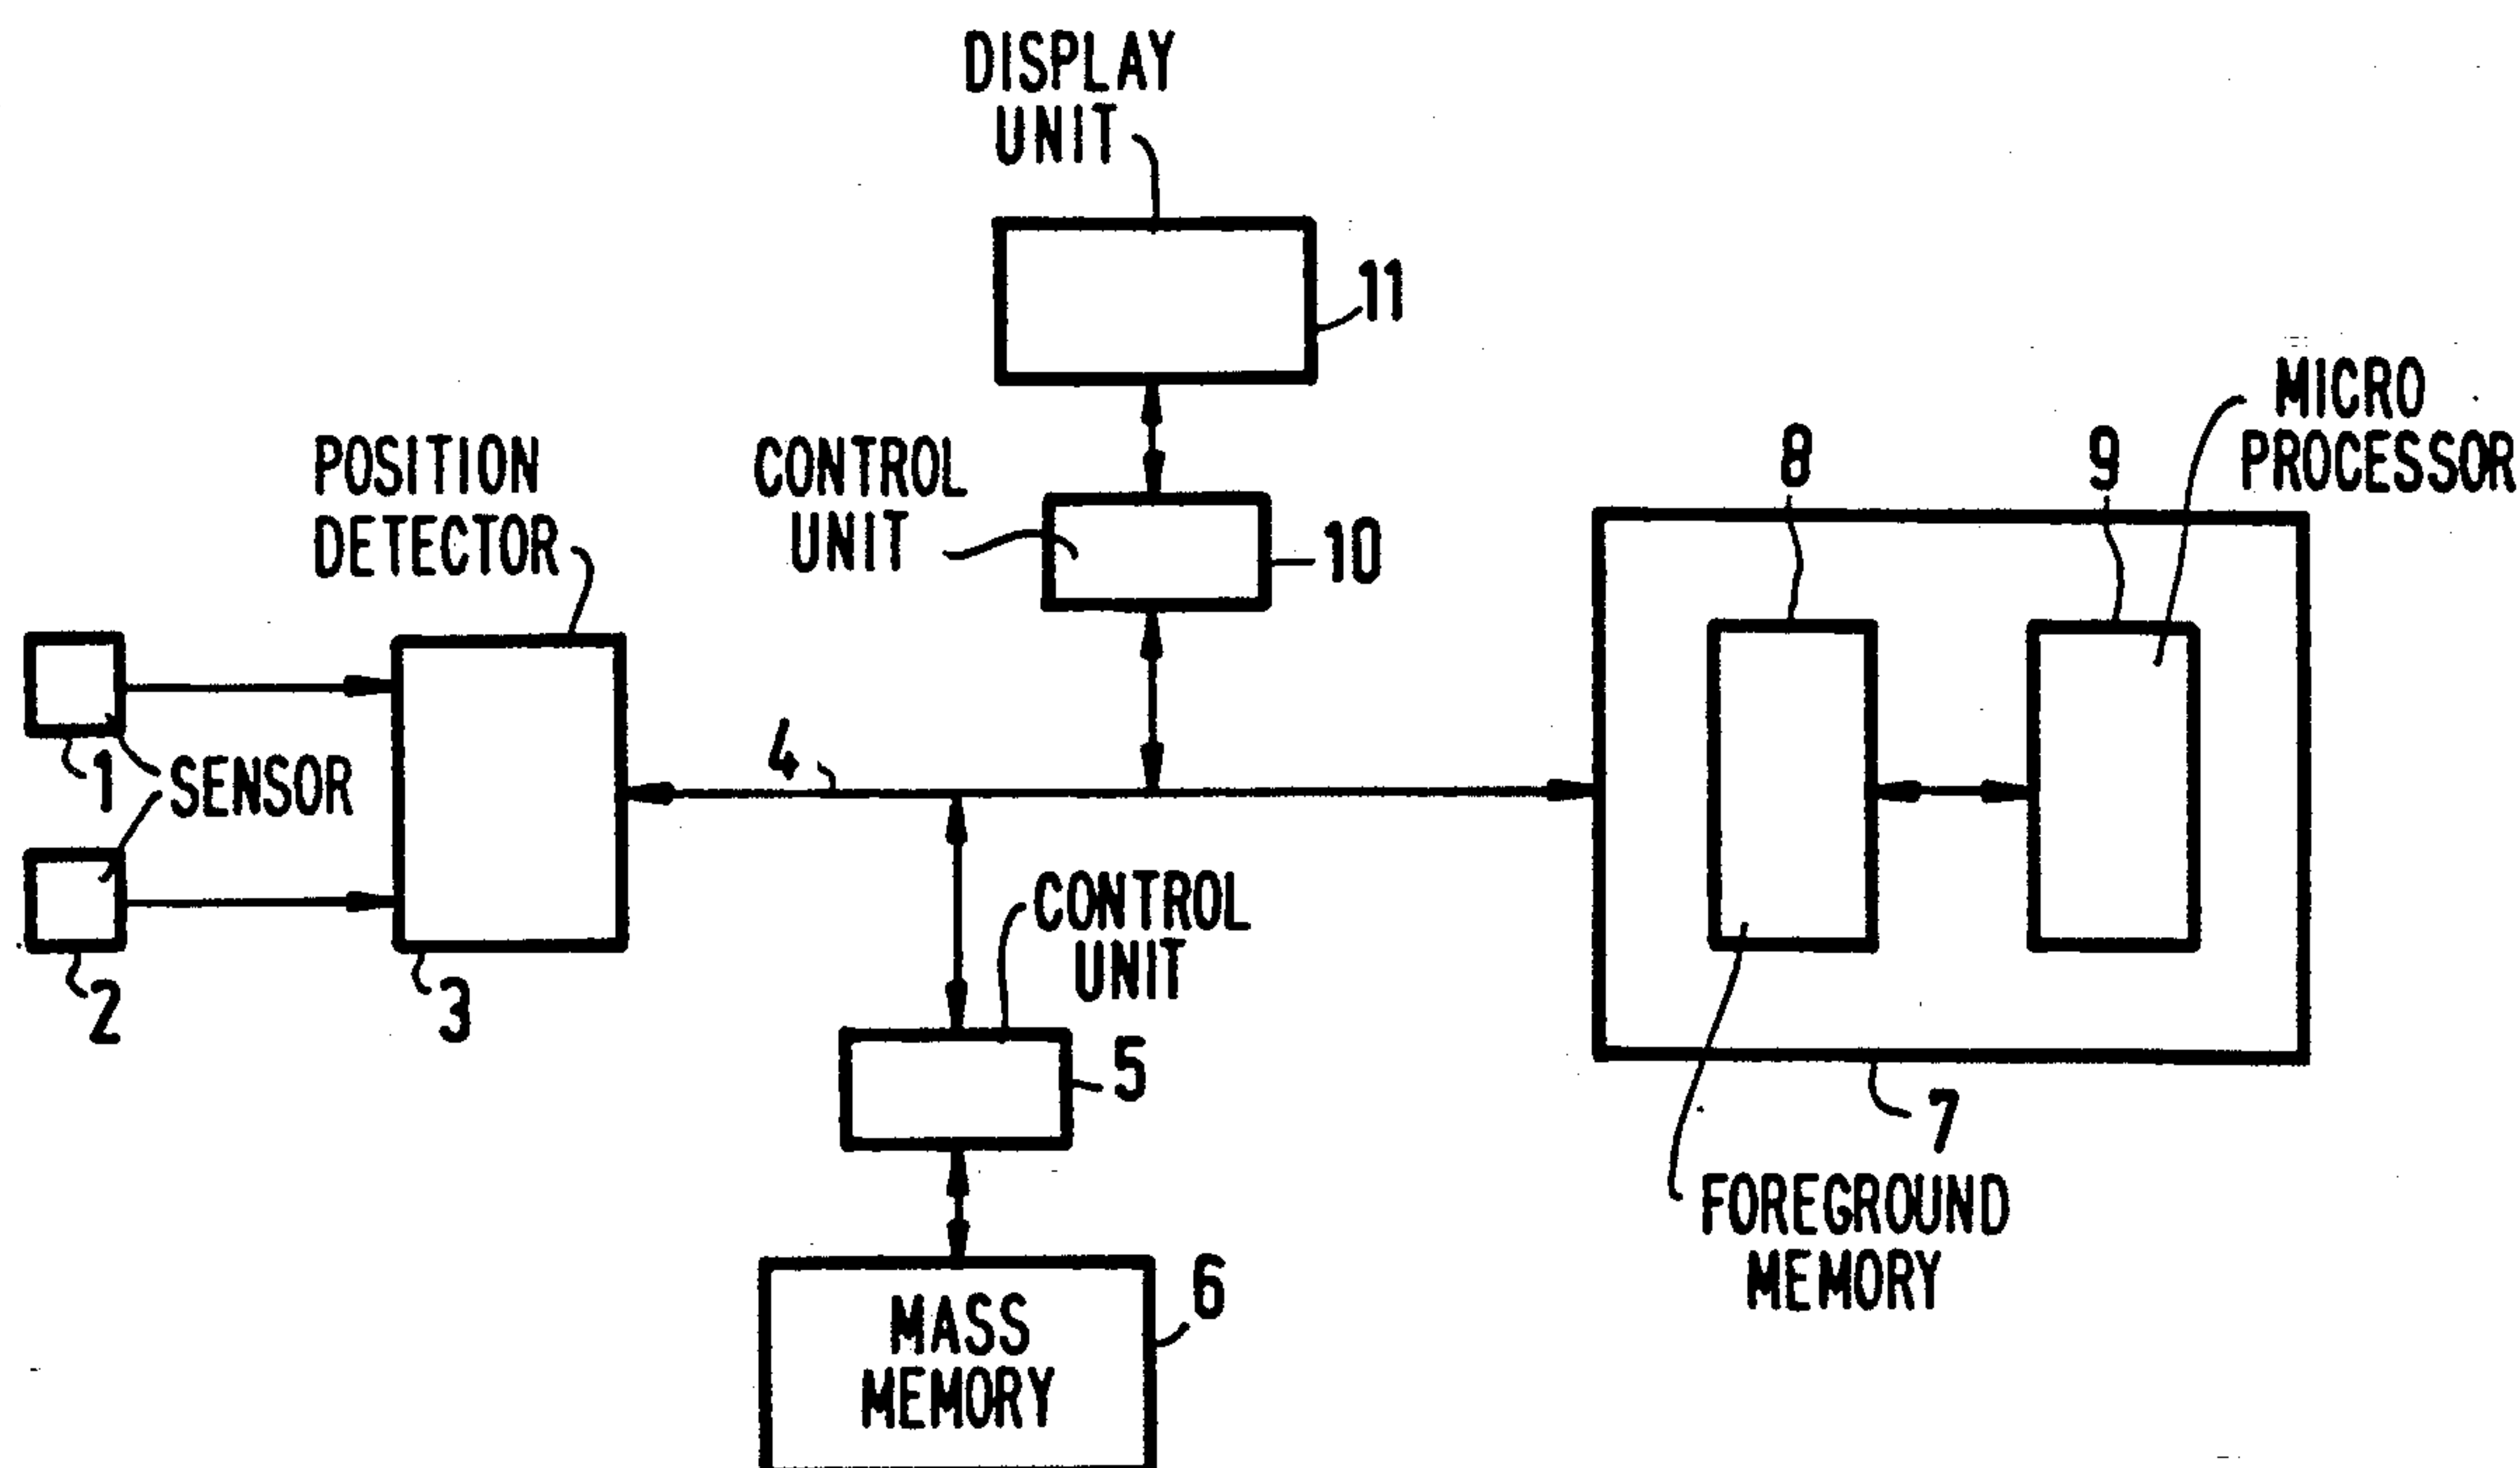 DISPLAY
UNIT
11
MICRO
PROCESSOR
POSITION
DETECTOR
CONTROL
UNIT
10
8
9
1
SENSOR
4
2
3
CONTROL
UNIT
5
7
FOREGROUND
MEMORY
6
MASS
MEMORY